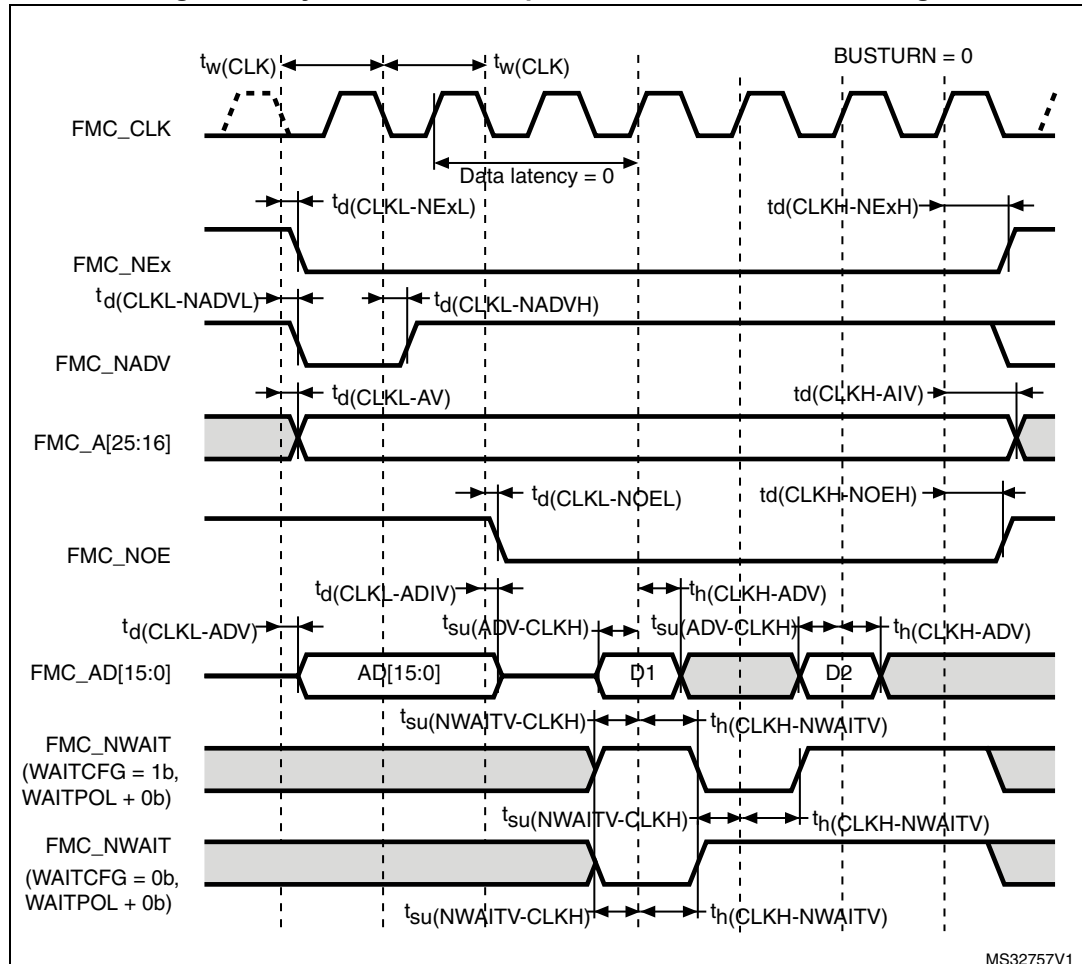 BUSTURN = 0
tw(CLK) tw(CLK)
FMC_CLK
Data latency = 0
td(CLKL-NExL) td(CLKH-NExH)
FMC_NEx
td(CLKL-NADVL) td(CLKL-NADVH)
FMC_NADV
td(CLKL-AV) td(CLKH-AIV)
FMC_A[25:16]
td(CLKL-NOEL) td(CLKH-NOEH)
FMC_NOE
td(CLKL-ADIV) th(CLKH-ADV)
td(CLKL-ADV) tsu(ADV-CLKH) tsu(ADV-CLKH) th(CLKH-ADV)
FMC_AD[15:0] AD[15:0] D1 D2
tsu(NWAITV-CLKH) th(CLKH-NWAITV)
FMC_NWAIT
(WAITCFG = 1b,
WAITPOL + 0b)
tsu(NWAITV-CLKH) th(CLKH-NWAITV)
FMC_NWAIT
(WAITCFG = 0b,
WAITPOL + 0b)
tsu(NWAITV-CLKH) th(CLKH-NWAITV)
MS32757V1